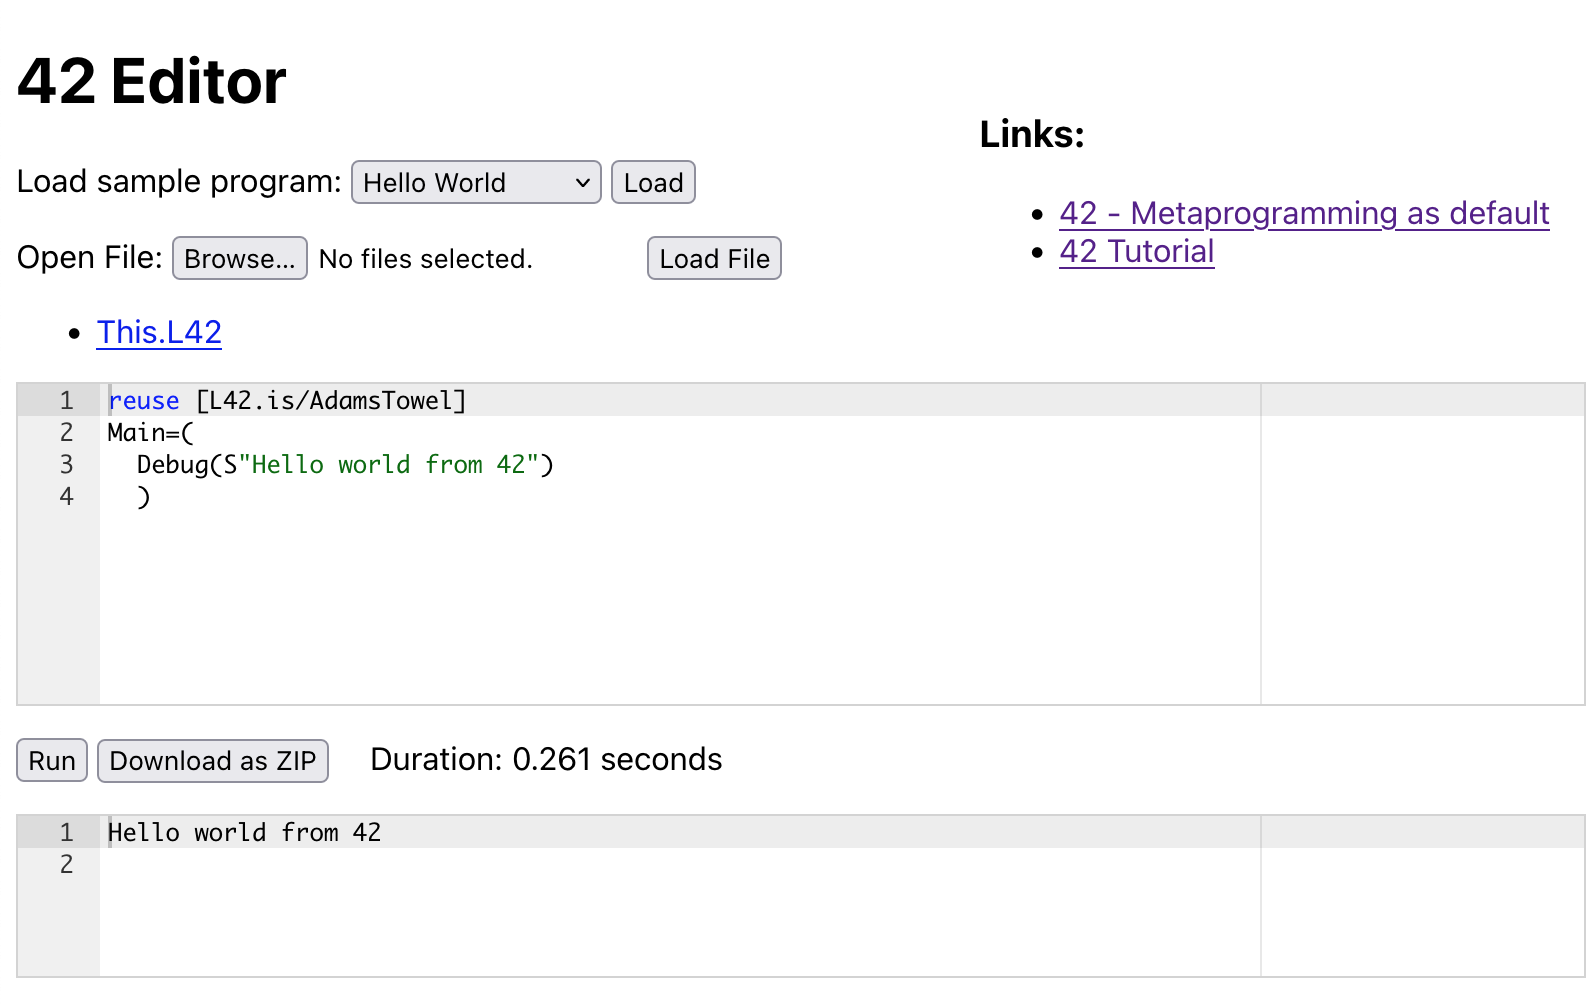 42 Editor
Links:
Load sample program: Hello World Load
42 - Metaprogramming as default
42 Tutorial
Open File: Browse... No files selected. Load File
This.L42
1 reuse [L42.is/AdamsTowel]
2 Main=(
3   Debug(S"Hello world from 42")
4   )
Run Download as ZIP Duration: 0.261 seconds
1 Hello world from 42
2